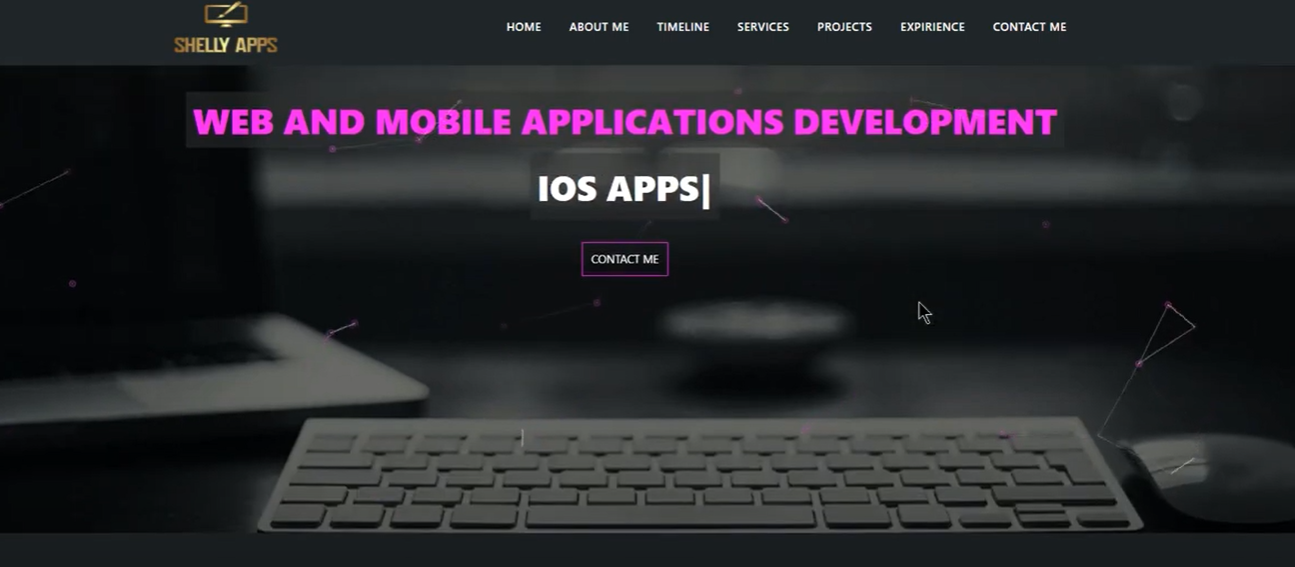 SHELLY APPS
HOME ABOUT ME TIMELINE SERVICES PROJECTS EXPIRIENCE CONTACT ME
WEB AND MOBILE APPLICATIONS DEVELOPMENT
IOS APPS|
CONTACT ME